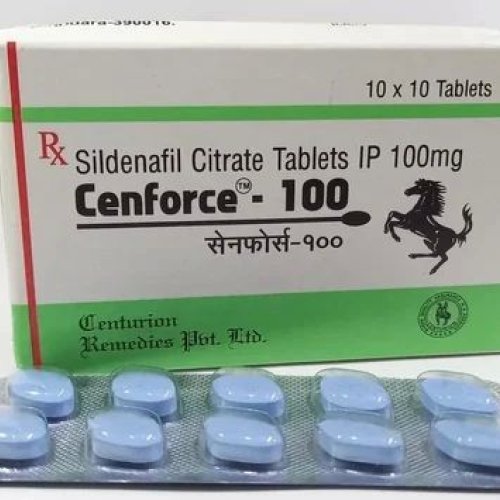 10 x 10 Tablets
Rx Sildenafil Citrate Tablets IP 100mg
Cenforce™- 100
सेनफोर्स-१००
Centurion
Remedies Pvt. Ltd.